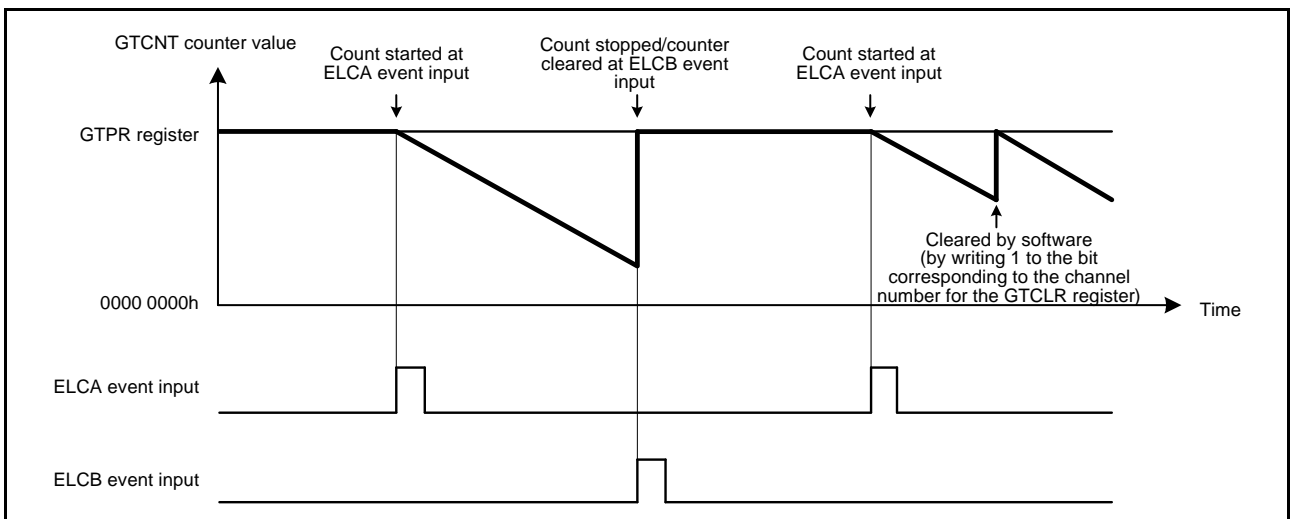 GTCNT counter value
Count started at
ELCA event input
Count stopped/counter
cleared at ELCB event
input
Count started at
ELCA event input
GTPR register
Cleared by software
(by writing 1 to the bit
corresponding to the channel
number for the GTCLR register)
0000 0000h
Time
ELCA event input
ELCB event input